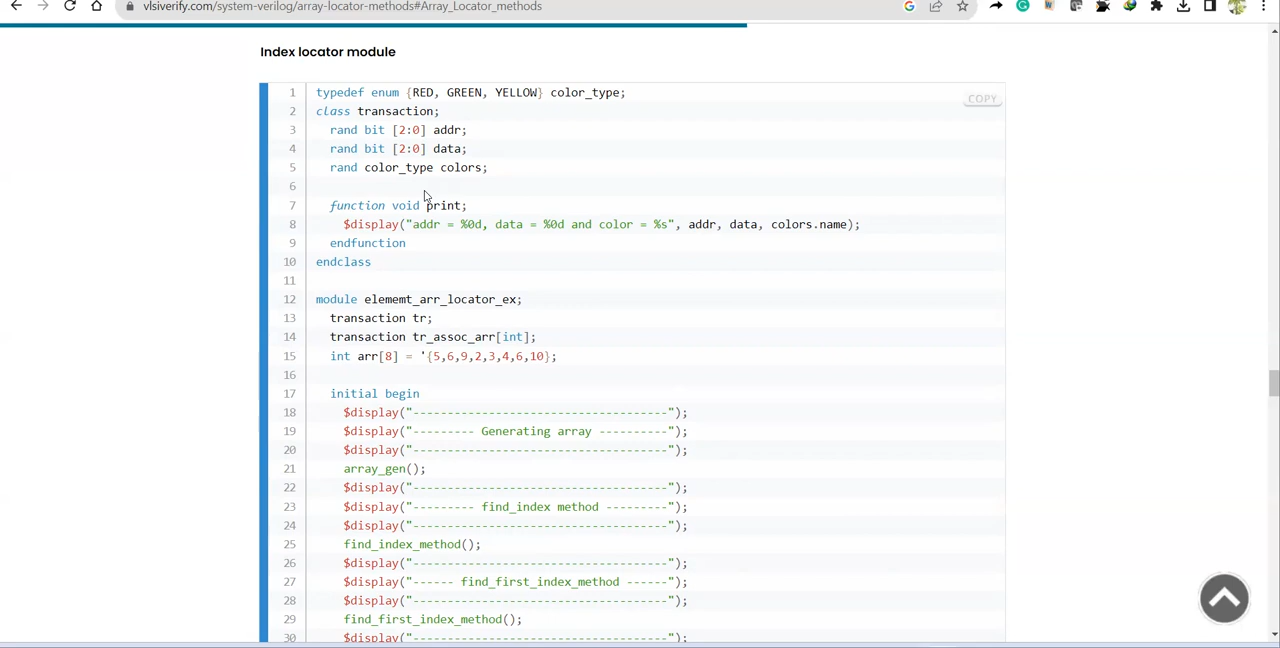 vlsiverify.com/system-verilog/array-locator-methods#Array_Locator_methods
Index locator module
COPY
1 typedef enum {RED, GREEN, YELLOW} color_type;
2 class transaction;
3 rand bit [2:0] addr;
4 rand bit [2:0] data;
5 rand color_type colors;
6
7 function void print;
8 $display("addr = %0d, data = %0d and color = %s", addr, data, colors.name);
9 endfunction
10 endclass
11
12 module elememt_arr_locator_ex;
13 transaction tr;
14 transaction tr_assoc_arr[int];
15 int arr[8] = '{5,6,9,2,3,4,6,10};
16
17 initial begin
18 $display("-------------------------------------");
19 $display("--------- Generating array ----------");
20 $display("-------------------------------------");
21 array_gen();
22 $display("-------------------------------------");
23 $display("--------- find_index method ---------");
24 $display("-------------------------------------");
25 find_index_method();
26 $display("-------------------------------------");
27 $display("------ find_first_index_method ------");
28 $display("-------------------------------------");
29 find_first_index_method();
30 $display("-------------------------------------");